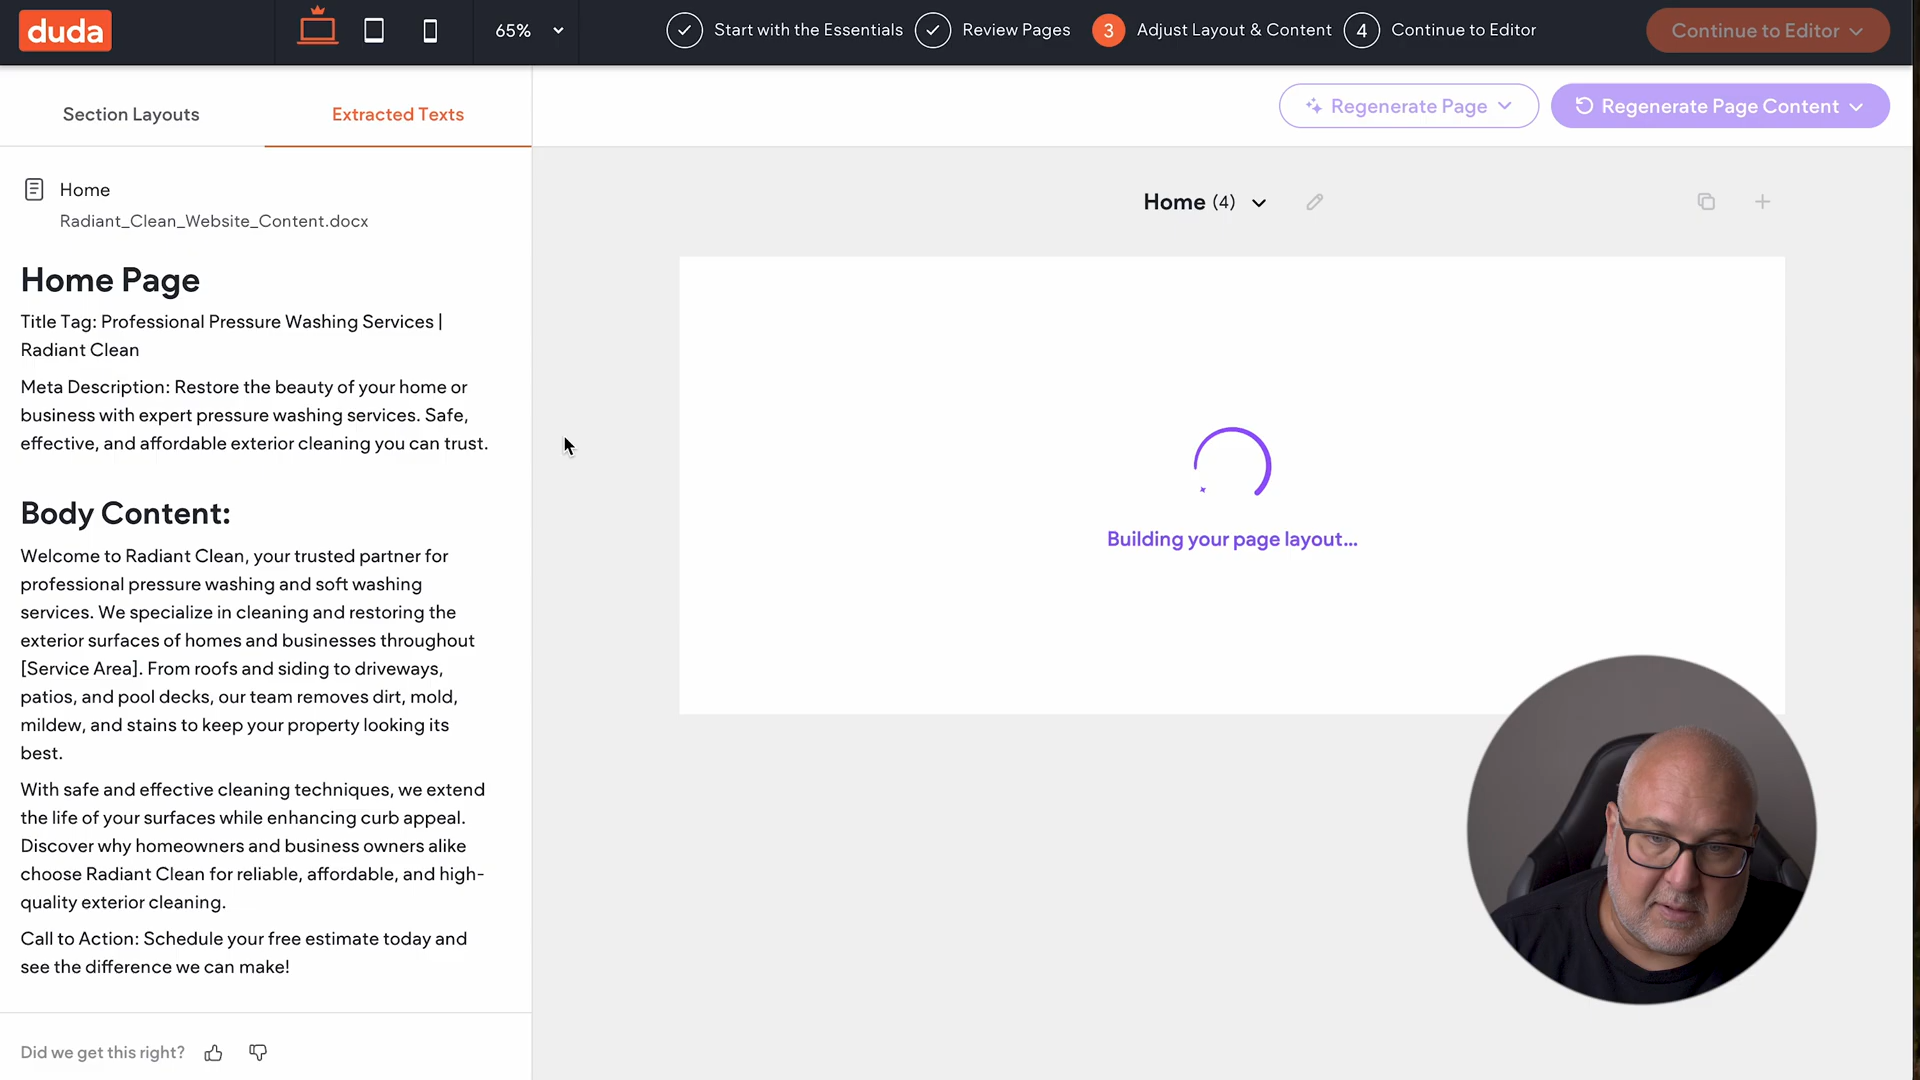 duda
65%
Start with the Essentials
Review Pages
3 Adjust Layout & Content
4 Continue to Editor
Continue to Editor
Section Layouts
Extracted Texts
Regenerate Page
Regenerate Page Content
Home
Radiant_Clean_Website_Content.docx
Home Page
Title Tag: Professional Pressure Washing Services |
Radiant Clean
Meta Description: Restore the beauty of your home or
business with expert pressure washing services. Safe,
effective, and affordable exterior cleaning you can trust.
Body Content:
Welcome to Radiant Clean, your trusted partner for
professional pressure washing and soft washing
services. We specialize in cleaning and restoring the
exterior surfaces of homes and businesses throughout
[Service Area]. From roofs and siding to driveways,
patios, and pool decks, our team removes dirt, mold,
mildew, and stains to keep your property looking its
best.
With safe and effective cleaning techniques, we extend
the life of your surfaces while enhancing curb appeal.
Discover why homeowners and business owners alike
choose Radiant Clean for reliable, affordable, and high-
quality exterior cleaning.
Call to Action: Schedule your free estimate today and
see the difference we can make!
Did we get this right?
Home (4)
Building your page layout...